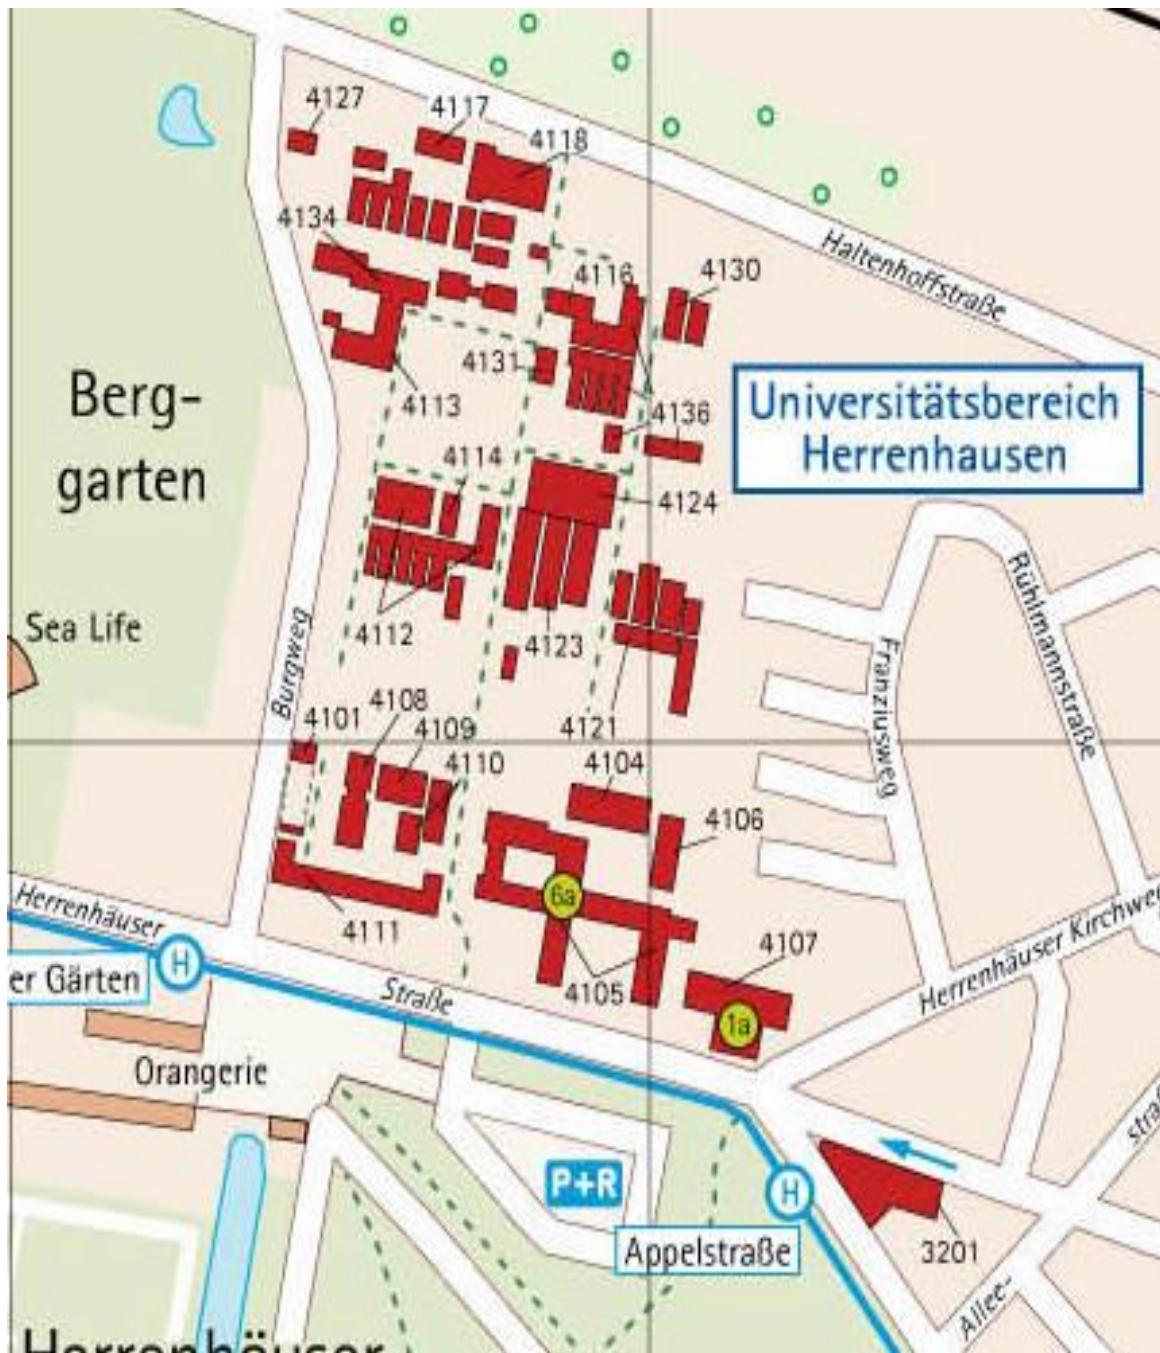 4127
4117
4118
4134
Haltenhoffstraße
4116
4130
4131
4113
4136
Universitätsbereich
Herrenhausen
Berg-
garten
4114
4124
Rühlmannstraße
Sea Life
4112
4123
Franziusweg
Burgweg
4108
4101
4109
4121
4110
4104
4106
Herrenhäuser
6a
Herrenhäuser Kirchweg
4111
4107
H
er Gärten
Straße
4105
1a
Orangerie
straß
P+R
H
Appelstraße
3201
Allee-
Herrenhäuser